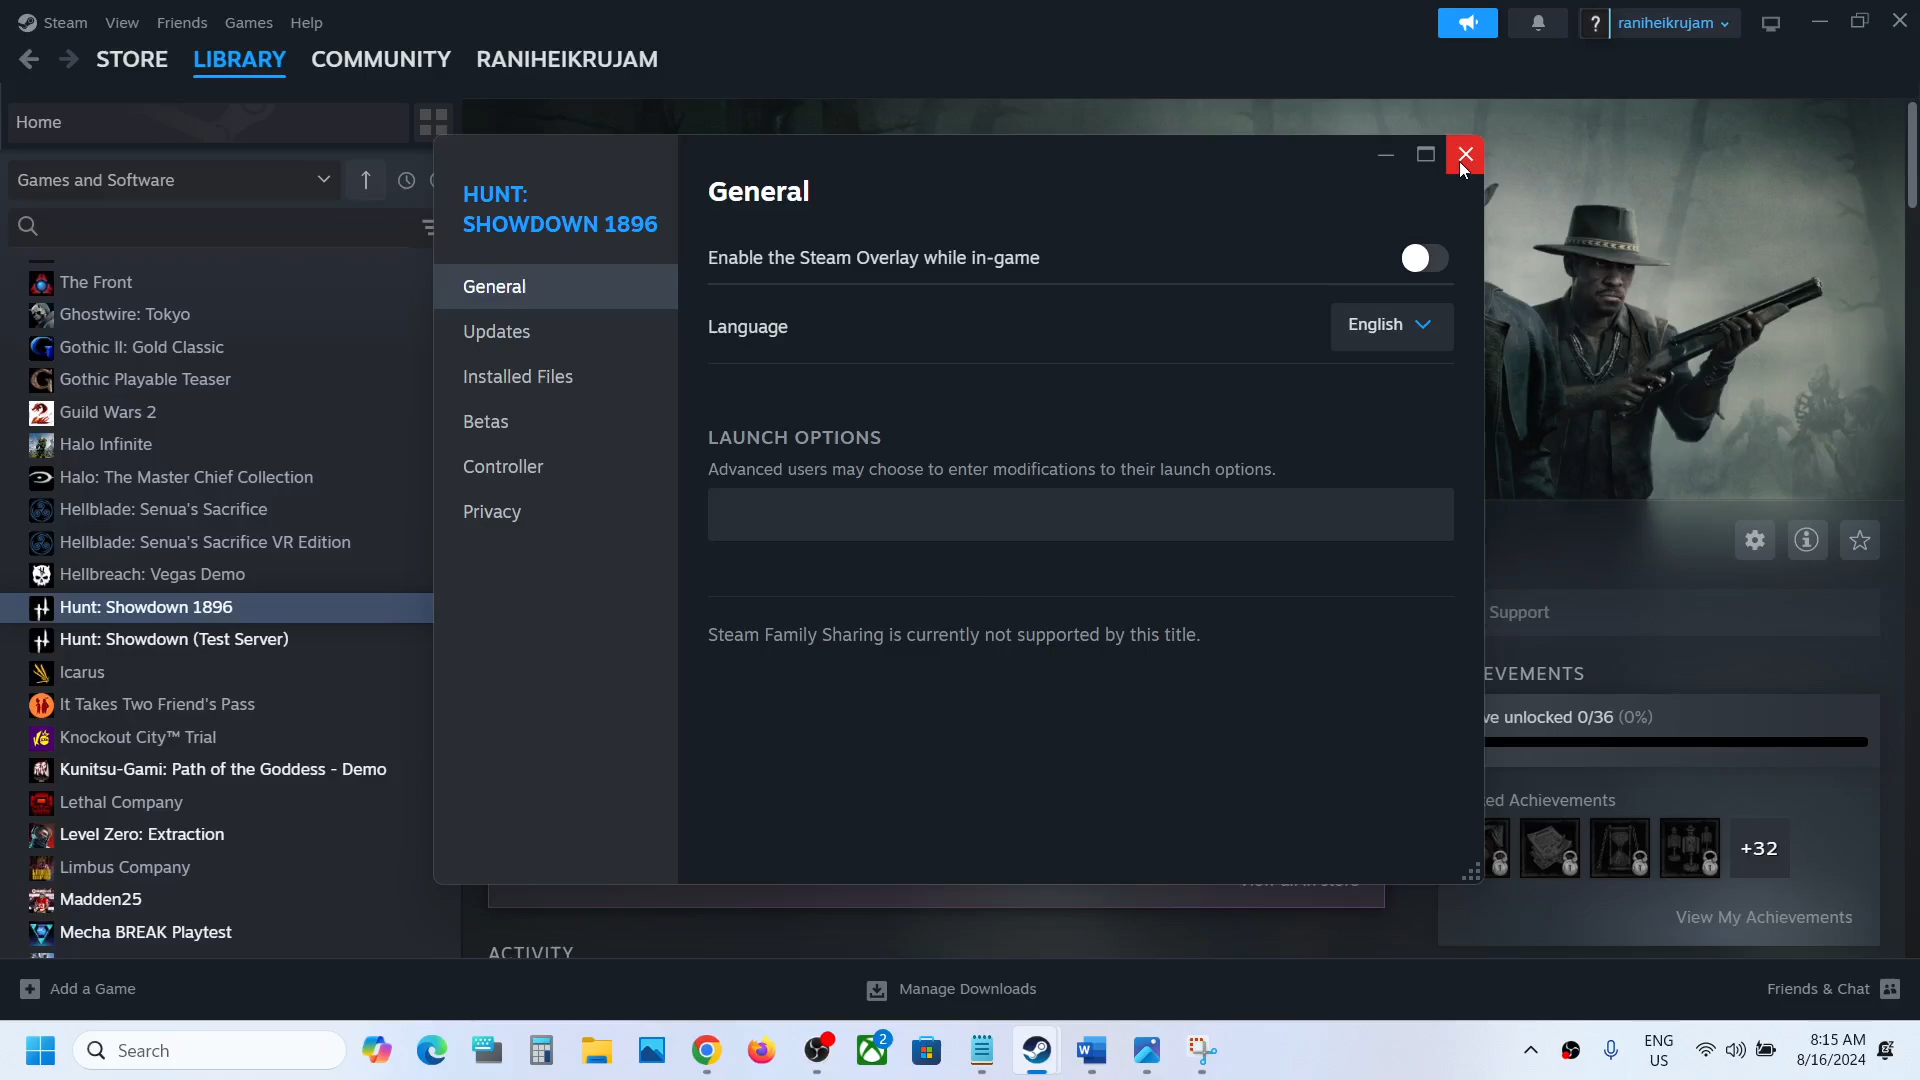 Steam View Friends Games Help
? raniheikrujam
STORE LIBRARY COMMUNITY RANIHEIKRUJAM
Home
Games and Software
The Front
Ghostwire: Tokyo
Gothic II: Gold Classic
Gothic Playable Teaser
Guild Wars 2
Halo Infinite
Halo: The Master Chief Collection
Hellblade: Senua's Sacrifice
Hellblade: Senua's Sacrifice VR Edition
Hellbreach: Vegas Demo
Hunt: Showdown 1896
Hunt: Showdown (Test Server)
Icarus
It Takes Two Friend's Pass
Knockout City™ Trial
Kunitsu-Gami: Path of the Goddess - Demo
Lethal Company
Level Zero: Extraction
Limbus Company
Madden25
Mecha BREAK Playtest
HUNT:
SHOWDOWN 1896
General
Updates
Installed Files
Betas
Controller
Privacy
General
Enable the Steam Overlay while in-game
Language English
LAUNCH OPTIONS
Advanced users may choose to enter modifications to their launch options.
Steam Family Sharing is currently not supported by this title.
Support
EVEMENTS
ve unlocked 0/36 (0%)
ked Achievements
+32
View My Achievements
ACTIVITY
Add a Game
Manage Downloads
Friends & Chat
Search
2
ENG
US
8:15 AM
8/16/2024